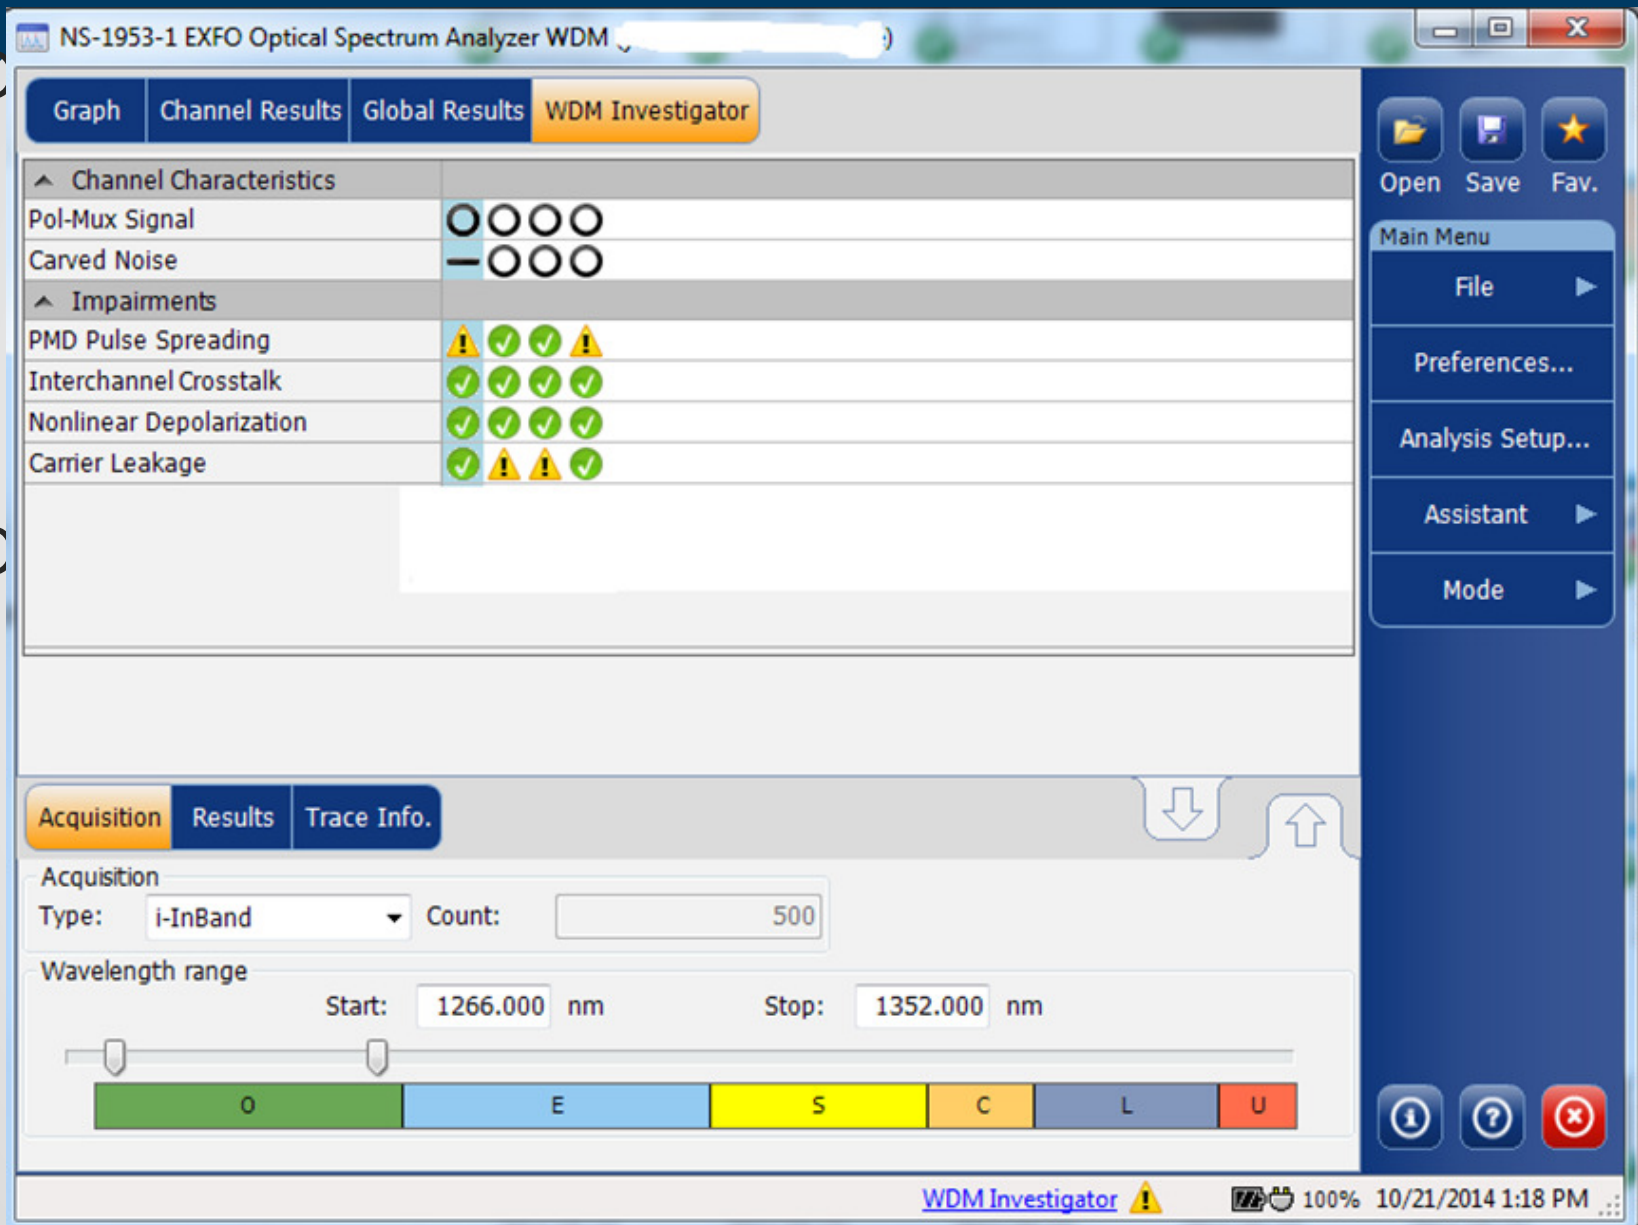 NS-1953-1 EXFO Optical Spectrum Analyzer WDM
Graph Channel Results Global Results WDM Investigator
Open Save Fav.
Channel Characteristics
Pol-Mux Signal
Carved Noise
Impairments
PMD Pulse Spreading
Interchannel Crosstalk
Nonlinear Depolarization
Carrier Leakage
Main Menu
File
Preferences...
Analysis Setup...
Assistant
Mode
Acquisition Results Trace Info.
Acquisition
Type: i-InBand Count: 500
Wavelength range
Start: 1266.000 nm Stop: 1352.000 nm
O E S C L U
WDM Investigator 100% 10/21/2014 1:18 PM